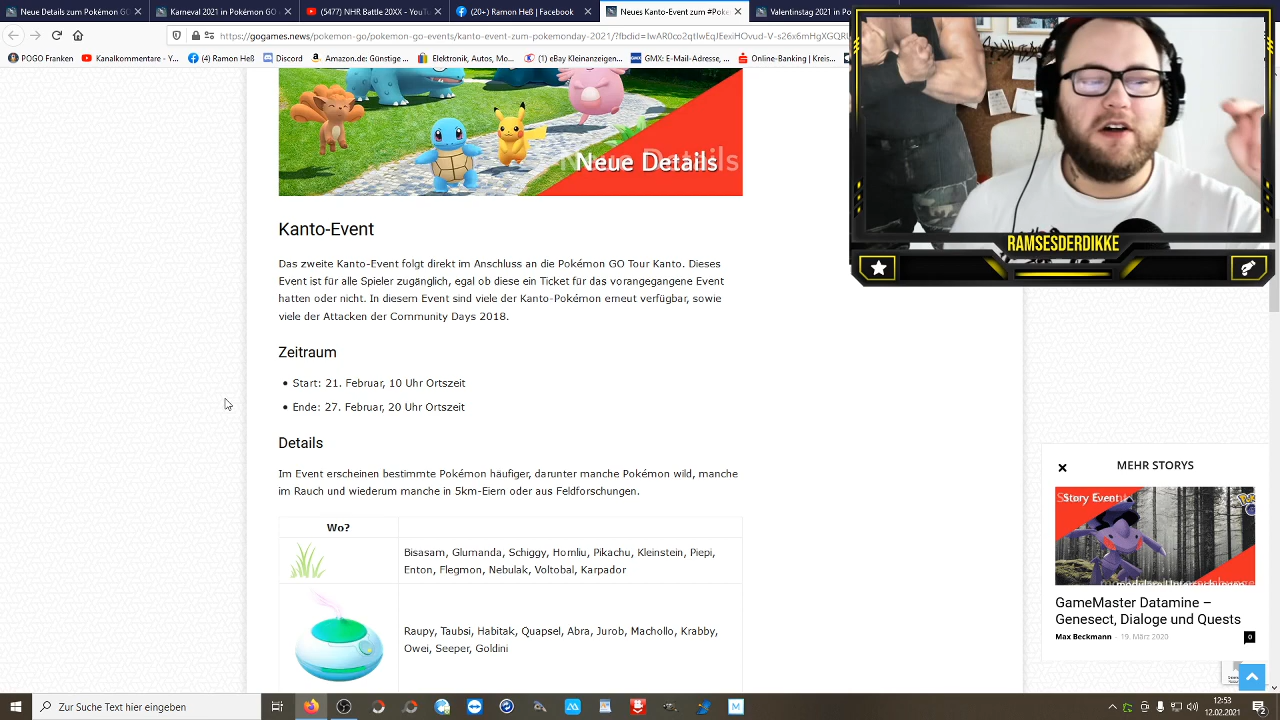 Neue Details zum Pokémon GO T
Karneval 2021 in Pokémon GO:
(5477) NHR Battle 20XX - YouTu
(20+) Ramon Heß | Facebook
Neues Kanto-Event zum #Poke
Valentinstag 2021 in Pokém
https://gogames.news/pokemon-go/pokemon-go-events/kanto-event-zum-pokemonday-2021/
POGO Franken
Kanalkommentare - Y...
(4) Ramon Heß
Discord
Amazon.de: Günstige ...
Elektronik, Autos, Mo...
(1) eBay Kleinanzeigen...
GMX: E-Mail-Adresse, ...
Online-Banking | Kreis...
Neue Details
RAMSESDERDIKKE
Kanto-Event
Das zweite Kanto-Event folgt direkt im Anschluss an die Pokémon GO Tour Kanto. Dieses
Event ist für alle Spieler zugänglich, egal ob diese ein Ticket für das vorangegangene Event
hatten oder nicht. In diesem Event sind viele der Kanto-Pokémon erneut verfügbar, sowie
viele der Attacken der Community Days 2018.
Zeitraum
• Start: 21. Februar, 10 Uhr Ortszeit
• Ende: 27. Februar, 20 Uhr Ortszeit
Details
Im Event erscheinen bestimmte Pokémon häufiger, darunter manche Pokémon wild, manche
im Rauch und wiederum manche in 5km-Eiern oder aus Feldforschungen.
Wo?
Bisasam, Glumanda, Schiggy, Hornliu, Pikachu, Kleinstein, Piepi,
Enton, Flegmon, Nebulak, Voltobal, Karpador
Raupy, Taubsi, Habitak, Quapsel, Abra, Jurob, Machollo, Krabby,
Owei, Seeper, Goldini
MEHR STORYS
Story Event
GameMaster Datamine –
Genesect, Dialoge und Quests
Max Beckmann - 19. März 2020
0
Zur Suche Text hier eingeben
12:53
12.02.2021
2